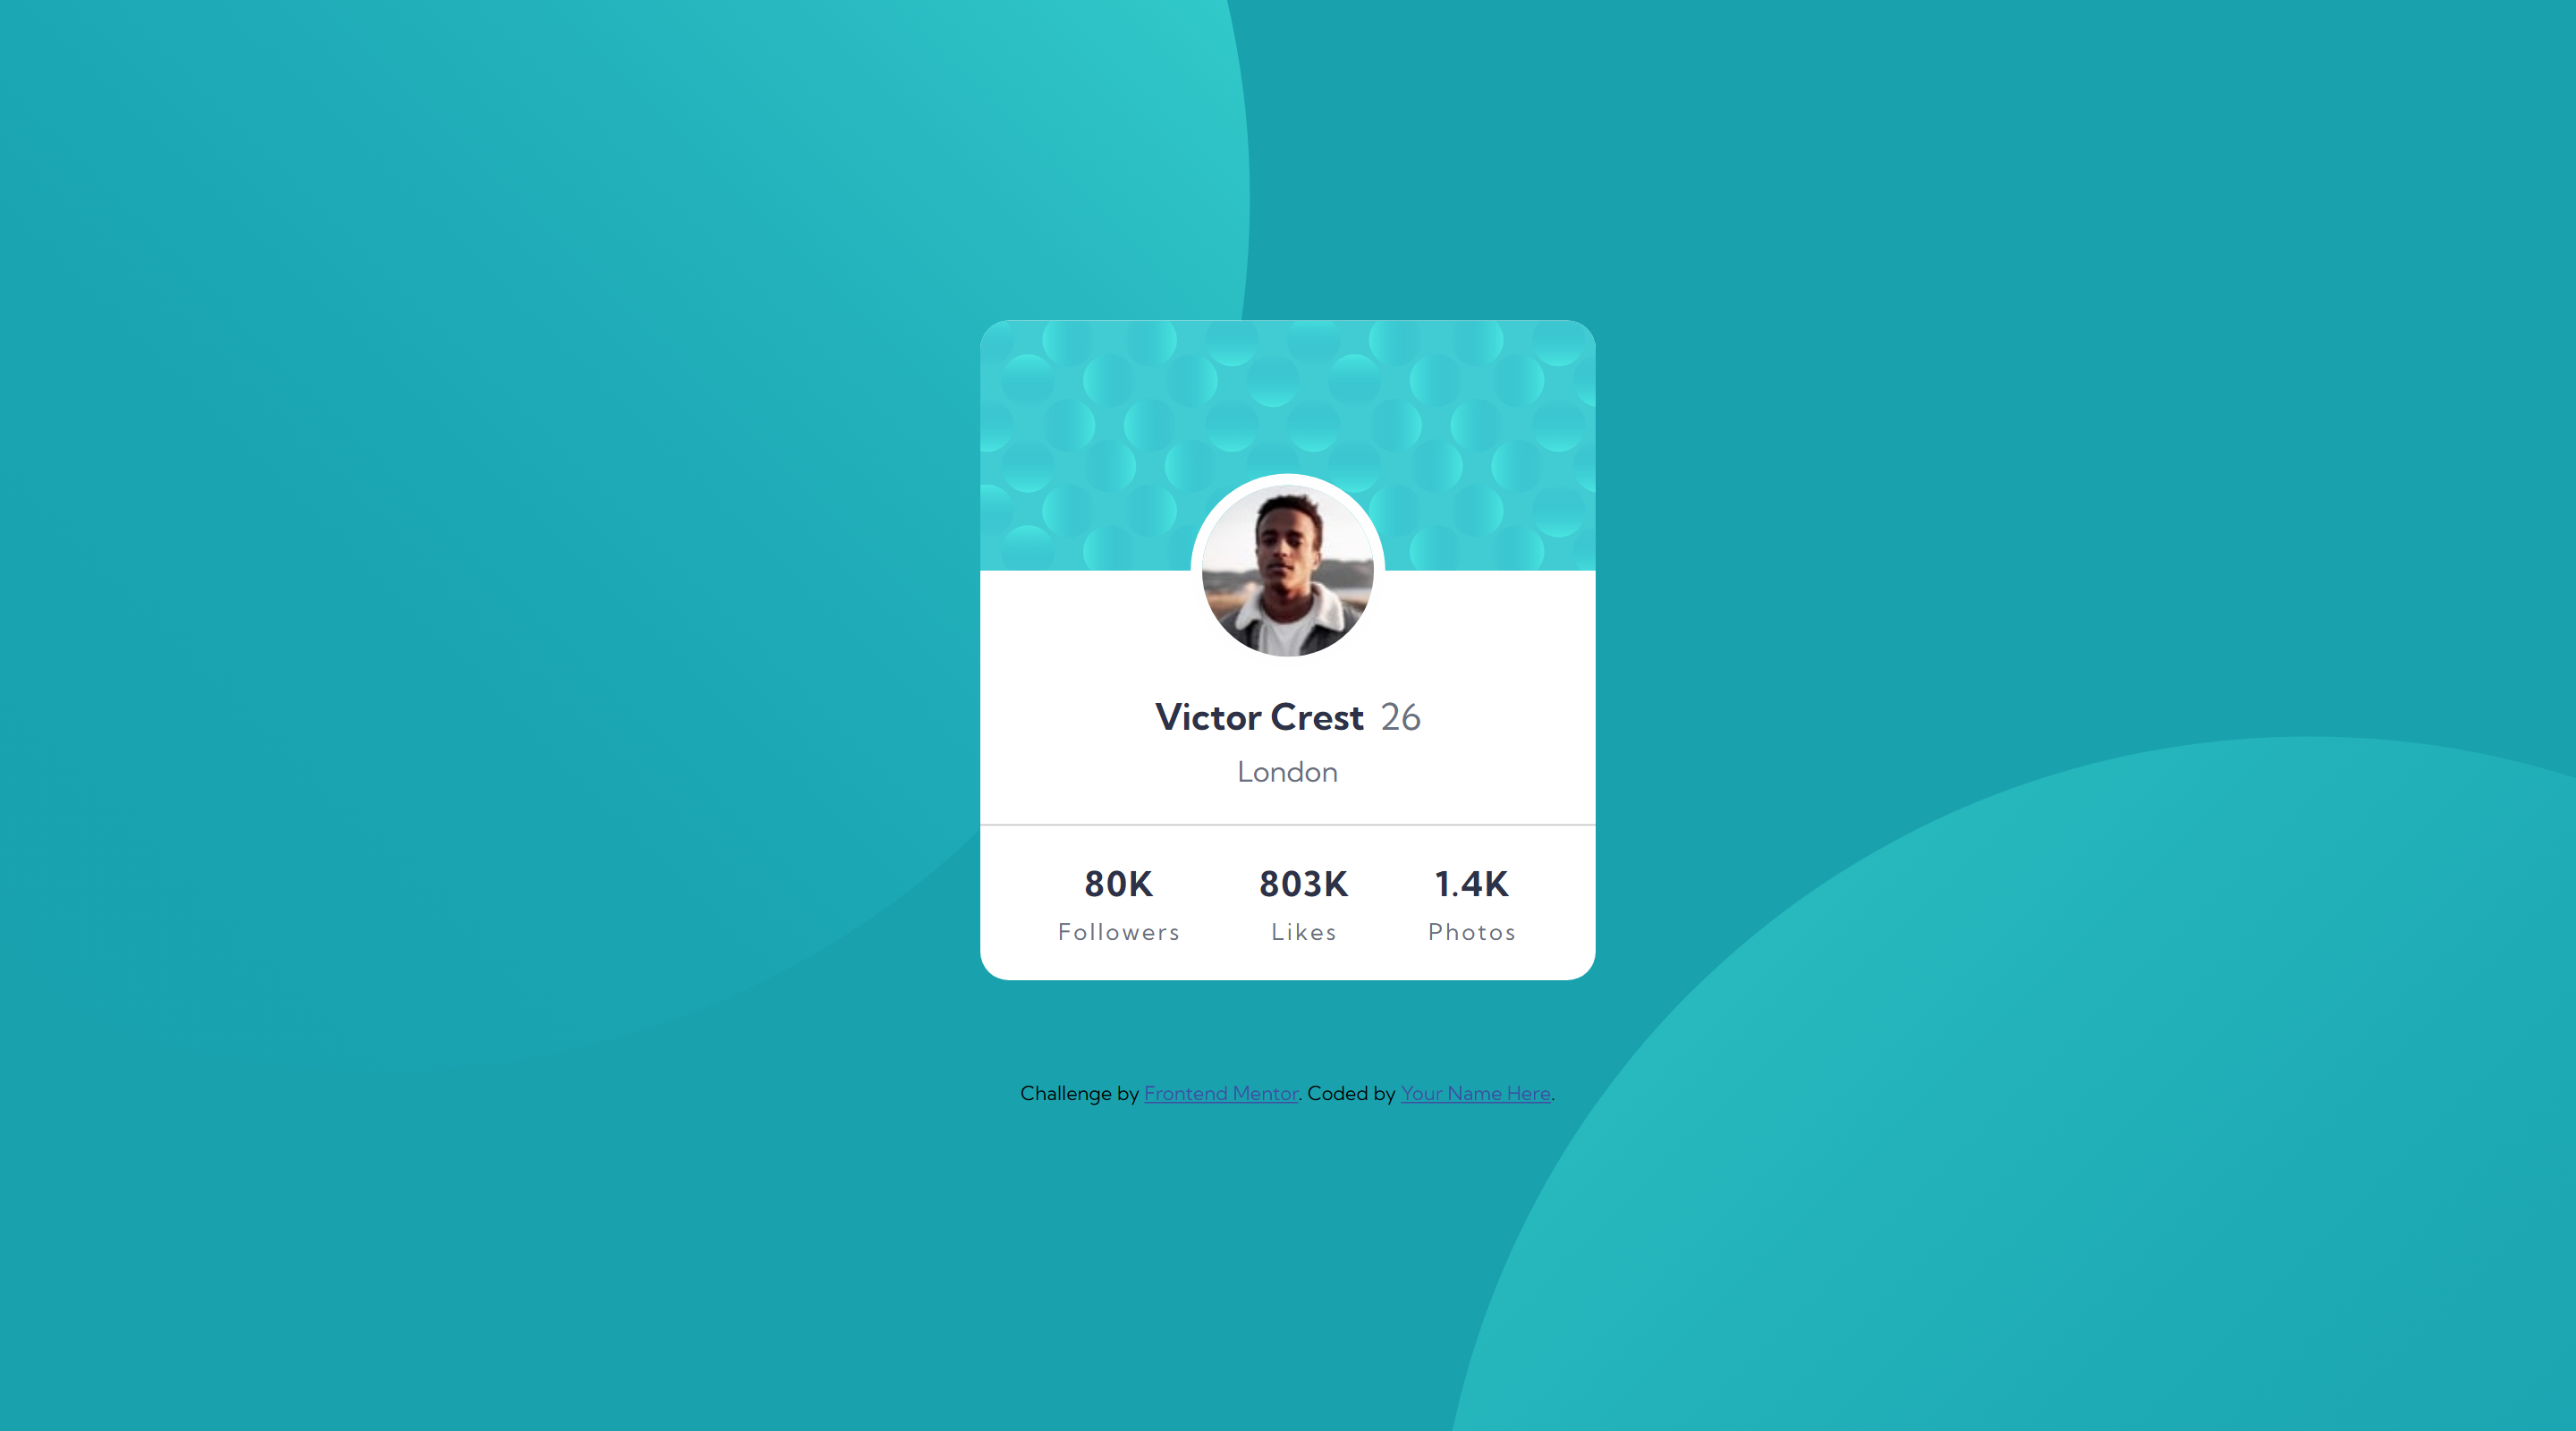 Victor Crest 26
London
80K 803K 1.4K
Followers Likes Photos
Challenge by Frontend Mentor. Coded by Your Name Here.